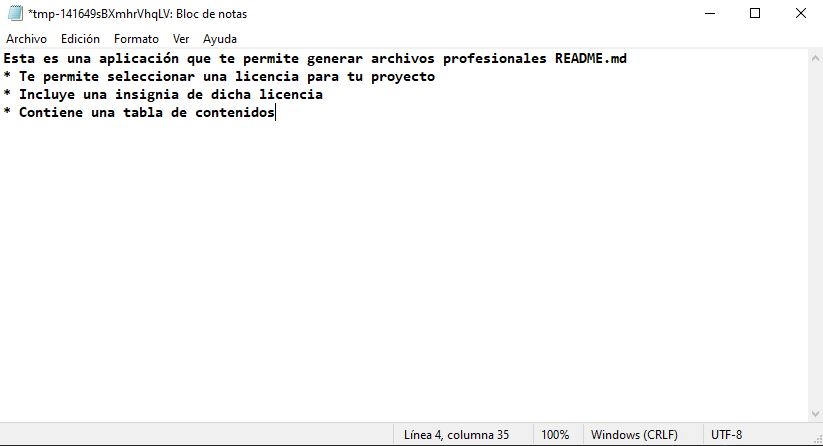 *tmp-141649sBXmhrVhqLV: Bloc de notas
Archivo Edición Formato Ver Ayuda
Esta es una aplicación que te permite generar archivos profesionales README.md
* Te permite seleccionar una licencia para tu proyecto
* Incluye una insignia de dicha licencia
* Contiene una tabla de contenidos
Línea 4, columna 35 100% Windows (CRLF) UTF-8